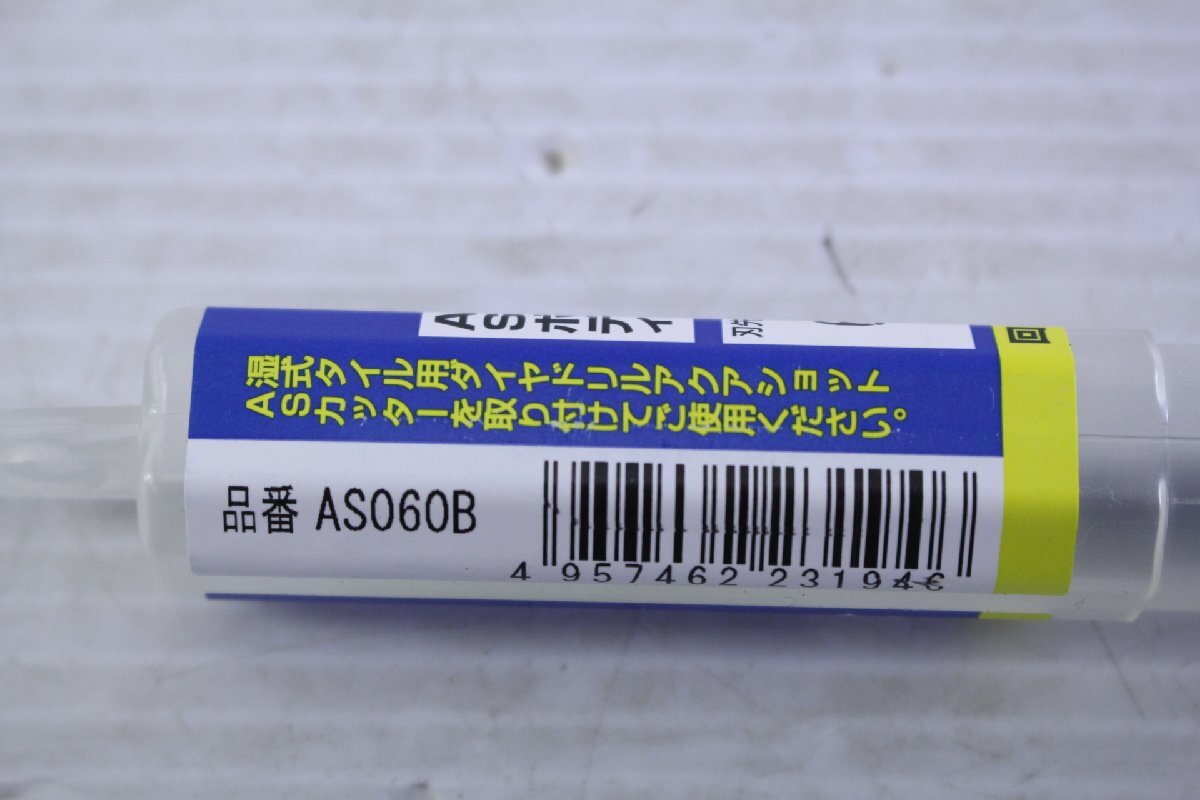 ASボディ
回
湿式タイル用ダイヤドリルアクアショット
ASカッターを取り付けてご使用ください。
品番 AS060B
4 957462 231946